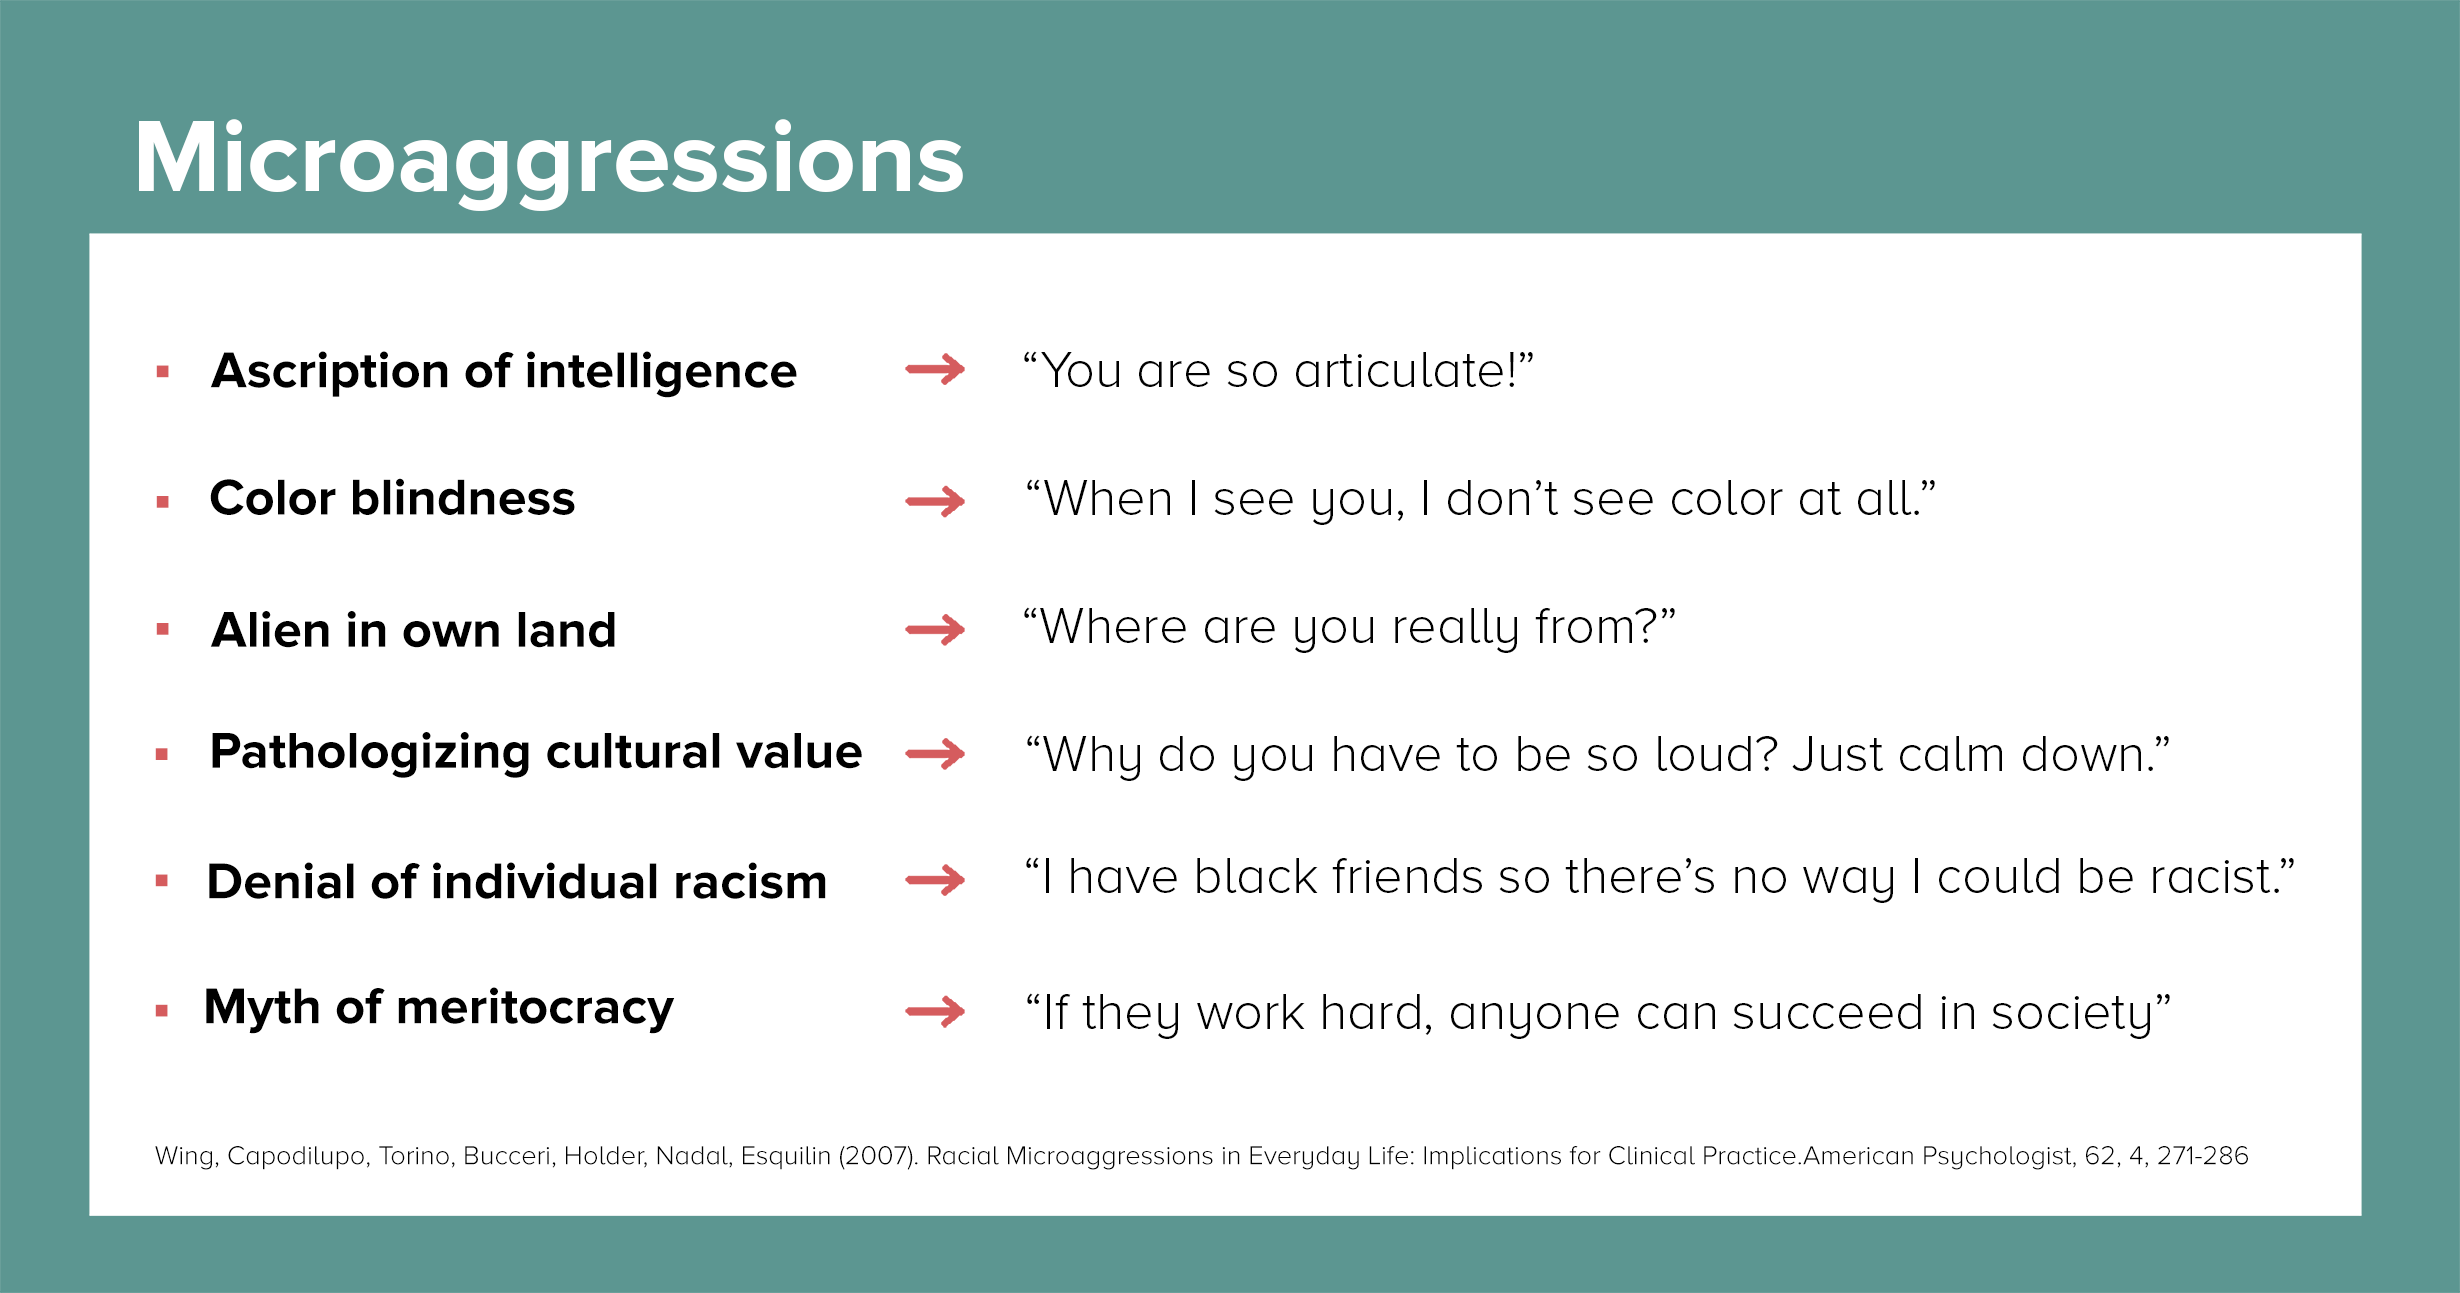 Microaggressions
▪ Ascription of intelligence → “You are so articulate!”
▪ Color blindness → “When I see you, I don’t see color at all.”
▪ Alien in own land → “Where are you really from?”
▪ Pathologizing cultural value → “Why do you have to be so loud? Just calm down.”
▪ Denial of individual racism → “I have black friends so there’s no way I could be racist.”
▪ Myth of meritocracy → “If they work hard, anyone can succeed in society”
Wing, Capodilupo, Torino, Bucceri, Holder, Nadal, Esquilin (2007). Racial Microaggressions in Everyday Life: Implications for Clinical Practice.American Psychologist, 62, 4, 271-286